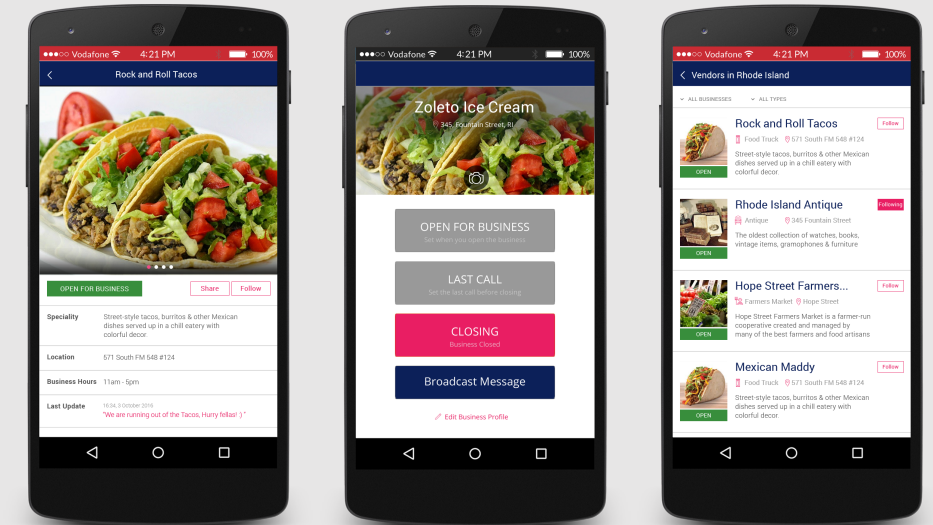 Vodafone 4:21 PM 100%
Rock and Roll Tacos
OPEN FOR BUSINESS
Share
Follow
Speciality
Street-style tacos, burritos & other Mexican
dishes served up in a chill eatery with
colorful decor.
Location
571 South FM 548 #124
Business Hours
11am - 5pm
Last Update
16:04, 5 October 2016
"We are running out of the Tacos, Hurry fellas! :) "
Vodafone 4:21 PM 100%
Zoleto Ice Cream
345, Fountain Street, RI
OPEN FOR BUSINESS
Set when you open the business
LAST CALL
Set the last call before closing
CLOSING
Business Closed
Broadcast Message
Edit Business Profile
Vodafone 4:21 PM 100%
Vendors in Rhode Island
ALL BUSINESSES
ALL TYPES
Rock and Roll Tacos
Follow
Food Truck 571 South FM 548 #124
Street-style tacos, burritos & other Mexican
dishes served up in a chill eatery with
colorful decor.
OPEN
Rhode Island Antique
Following
Antique 345 Fountain Street
The oldest collection of watches, books,
vintage items, gramophones & furniture
OPEN
Hope Street Farmers...
Follow
Farmers Market Hope Street
Hope Street Farmers Market is a farmer-run
cooperative created and managed by
many of the best farmers and food artisans
OPEN
Mexican Maddy
Follow
Food Truck 571 South FM 548 #124
Street-style tacos, burritos & other Mexican
dishes served up in a chill eatery with
colorful decor.
OPEN